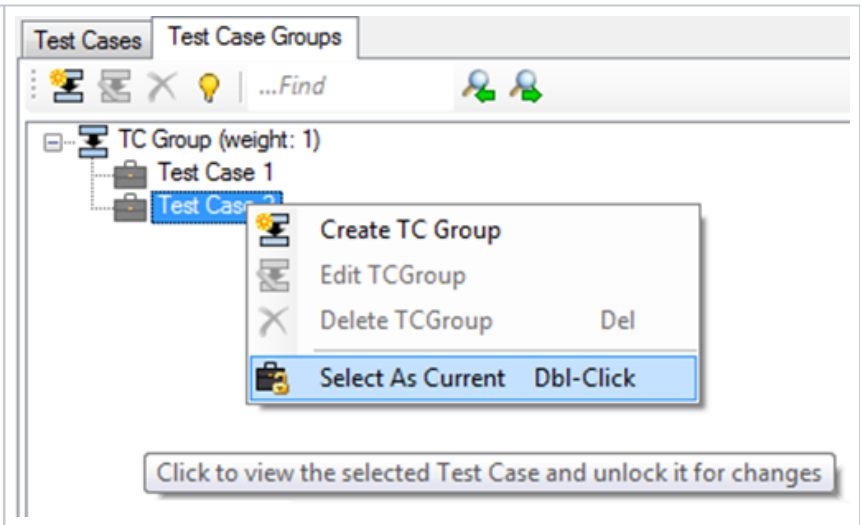 Test Cases Test Case Groups
...Find
TC Group (weight: 1)
Test Case 1
Test Case
Create TC Group
Edit TCGroup
Delete TCGroup Del
Select As Current Dbl-Click
Click to view the selected Test Case and unlock it for changes